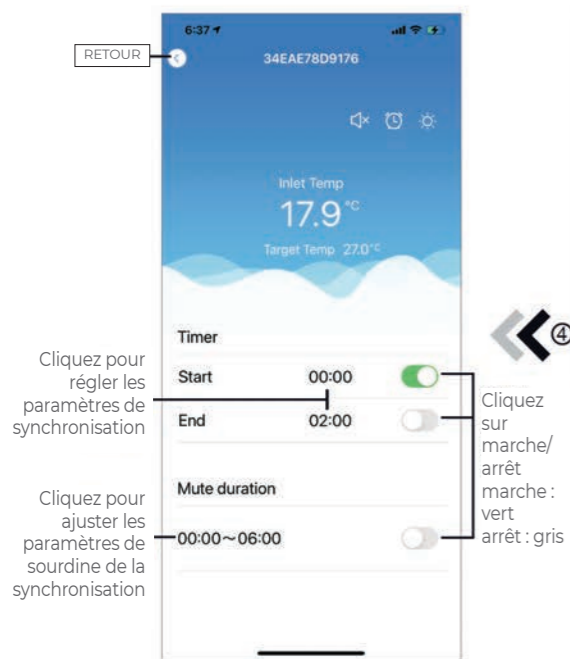 6:37
RETOUR
34EAE78D9176
Inlet Temp
17.9 °C
Target Temp 27.0°C
Timer
Start 00:00
End 02:00
Mute duration
00:00~06:00
Cliquez pour
régler les
paramètres de
synchronisation
Cliquez pour
ajuster les
paramètres de
sourdine de la
synchronisation
④
Cliquez
sur
marche/
arrêt
marche :
vert
arrêt : gris